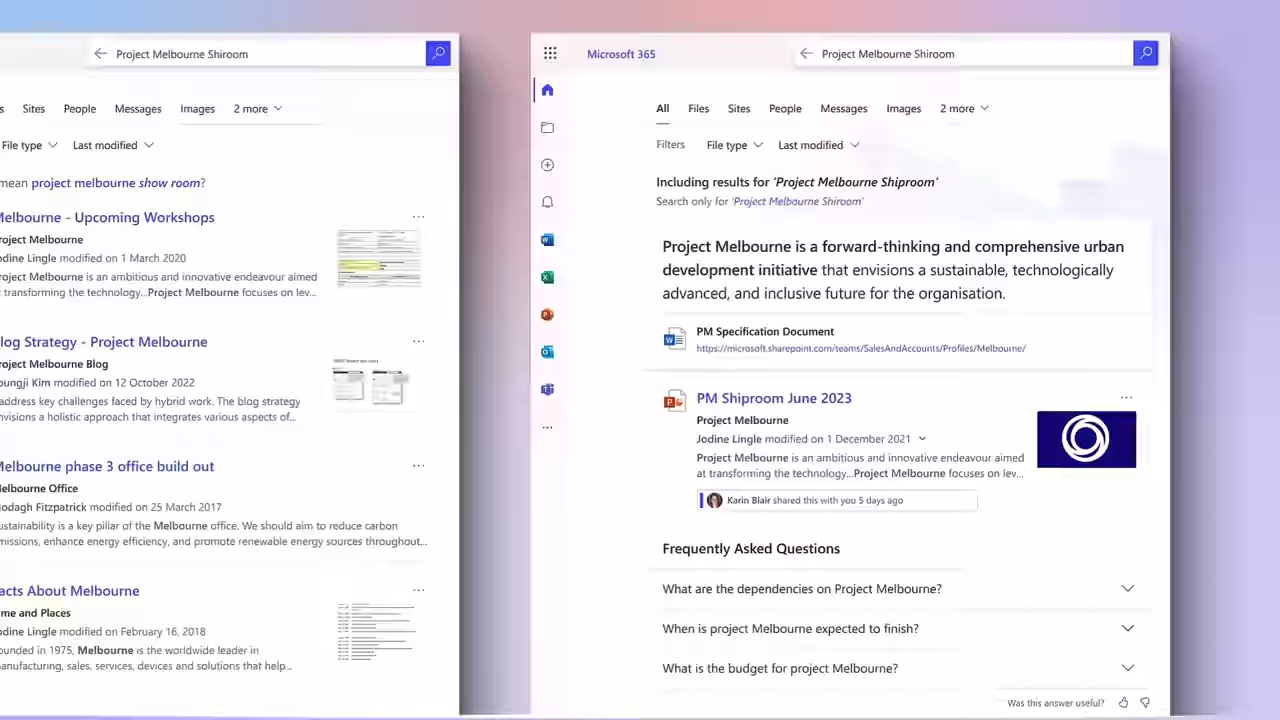 Project Melbourne Shiroom
Sites People Messages Images 2 more
File type Last modified
mean project melbourne show room?
Melbourne - Upcoming Workshops
roject Melbourne
odine Lingle modified on 1 March 2020
roject Melbourne is an ambitious and innovative endeavour aimed
transforming the technology...Project Melbourne focuses on lev...
log Strategy - Project Melbourne
roject Melbourne Blog
oungji Kim modified on 12 October 2022
address key challenges faced by hybrid work. The blog strategy
nvisions a holistic approach that integrates various aspects of...
Melbourne phase 3 office build out
elbourne Office
lodagh Fitzpatrick modified on 25 March 2017
ustainability is a key pillar of the Melbourne office. We should aim to reduce carbon
missions, enhance energy efficiency, and promote renewable energy sources throughout...
acts About Melbourne
me and Places
odine Lingle modified on February 16, 2018
ounded in 1975, Melbourne is the worldwide leader in
anufacturing, sales, services, devices and solutions that help...
Microsoft 365
Project Melbourne Shiroom
All Files Sites People Messages Images 2 more
Filters File type Last modified
Including results for 'Project Melbourne Shiproom'
Search only for 'Project Melbourne Shiroom'
Project Melbourne is a forward-thinking and comprehensive urban
development initiative that envisions a sustainable, technologically
advanced, and inclusive future for the organisation.
PM Specification Document
https://microsoft.sharepoint.com/teams/SalesAndAccounts/Profiles/Melbourne/
PM Shiproom June 2023
Project Melbourne
Jodine Lingle modified on 1 December 2021
Project Melbourne is an ambitious and innovative endeavour aimed
at transforming the technology...Project Melbourne focuses on lev...
Karin Blair shared this with you 5 days ago
Frequently Asked Questions
What are the dependencies on Project Melbourne?
When is project Melbourne expected to finish?
What is the budget for project Melbourne?
Was this answer useful?